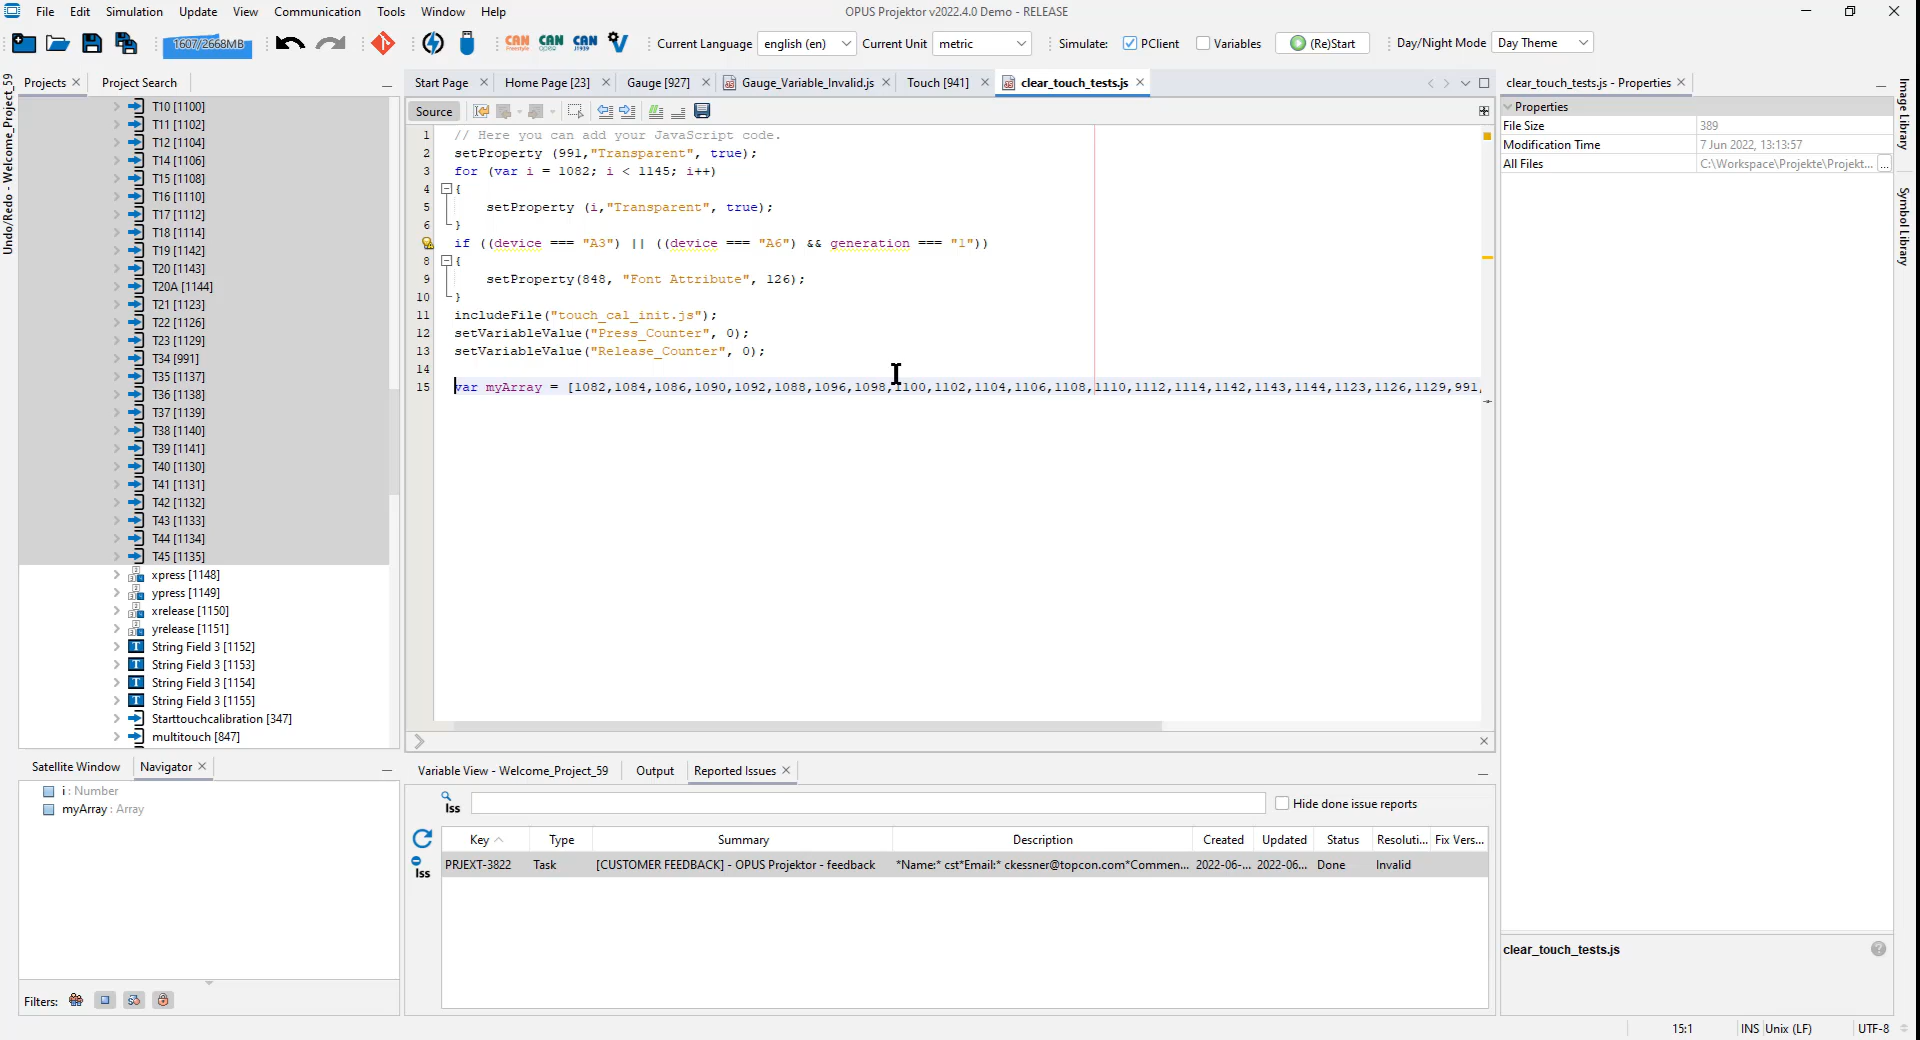 File Edit Simulation Update View Communication Tools Window Help OPUS Projektor v2022.4.0 Demo - RELEASE
1607/2668MB Current Language english (en) Current Unit metric Simulate: PClient Variables (Re)Start Day/Night Mode Day Theme
Undo/Redo - Welcome_Project_59
Projects Project Search
T10 [1100]
T11 [1102]
T12 [1104]
T14 [1106]
T15 [1108]
T16 [1110]
T17 [1112]
T18 [1114]
T19 [1142]
T20 [1143]
T20A [1144]
T21 [1123]
T22 [1126]
T23 [1129]
T34 [991]
T35 [1137]
T36 [1138]
T37 [1139]
T38 [1140]
T39 [1141]
T40 [1130]
T41 [1131]
T42 [1132]
T43 [1133]
T44 [1134]
T45 [1135]
xpress [1148]
ypress [1149]
xrelease [1150]
yrelease [1151]
String Field 3 [1152]
String Field 3 [1153]
String Field 3 [1154]
String Field 3 [1155]
Starttouchcalibration [347]
multitouch [847]
Satellite Window Navigator
i : Number
myArray : Array
Filters:
Start Page Home Page [23] Gauge [927] Gauge_Variable_Invalid.js Touch [941] clear_touch_tests.js
Source
1 // Here you can add your JavaScript code.
2 setProperty (991,"Transparent", true);
3 for (var i = 1082; i < 1145; i++)
4 {
5 setProperty (i,"Transparent", true);
6 }
if ((device === "A3") || ((device === "A6") && generation === "1"))
8 {
9 setProperty(848, "Font Attribute", 126);
10 }
11 includeFile("touch_cal_init.js");
12 setVariableValue("Press_Counter", 0);
13 setVariableValue("Release_Counter", 0);
14
15 var myArray = [1082,1084,1086,1090,1092,1088,1096,1098,1100,1102,1104,1106,1108,1110,1112,1114,1142,1143,1144,1123,1126,1129,991,
Variable View - Welcome_Project_59 Output Reported Issues
Iss Hide done issue reports
Key Type Summary Description Created Updated Status Resoluti... Fix Vers...
PRJEXT-3822 Task [CUSTOMER FEEDBACK] - OPUS Projektor - feedback *Name:* cst*Email:* ckessner@topcon.com*Commen... 2022-06-... 2022-06... Done Invalid
Iss
clear_touch_tests.js - Properties
Properties
File Size 389
Modification Time 7 Jun 2022, 13:13:57
All Files C:\Workspace\Projekte\Projekt... ...
clear_touch_tests.js
Image Library
Symbol Library
15:1 INS Unix (LF) UTF-8